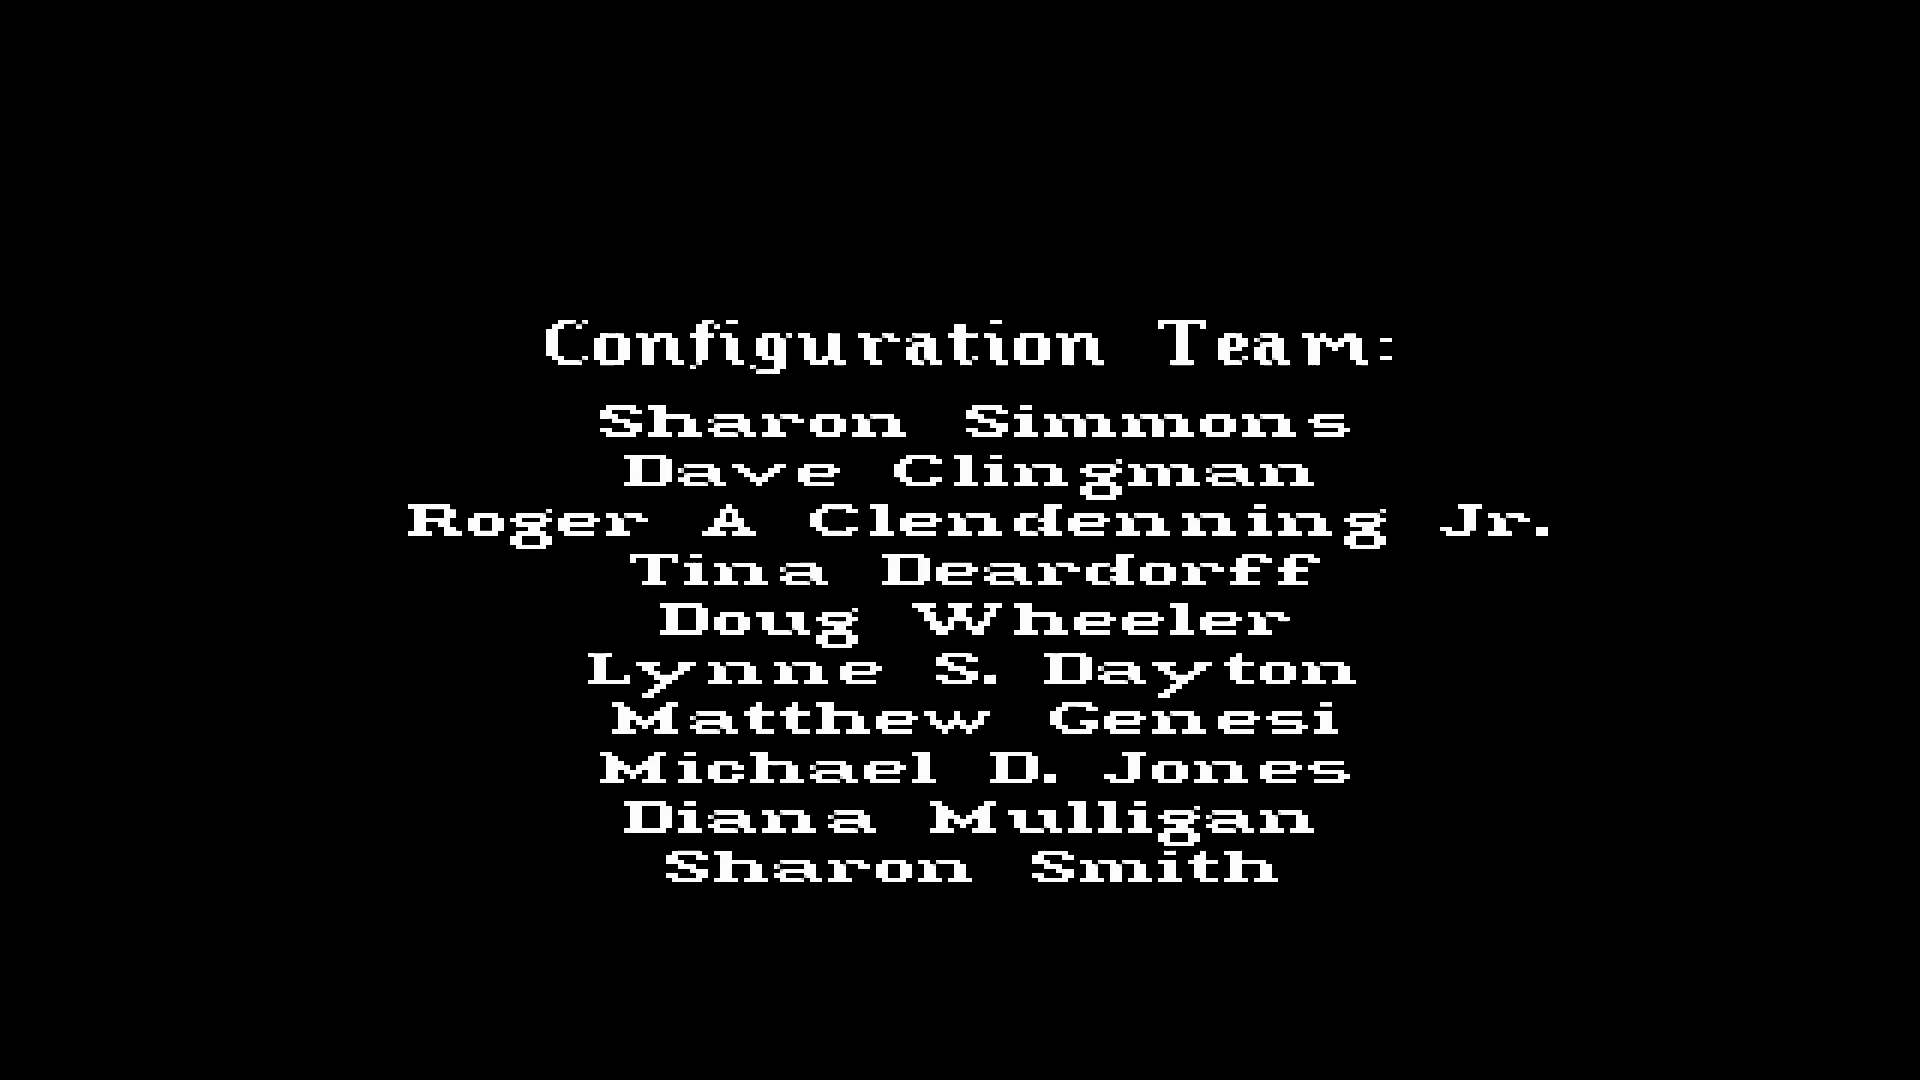 Configuration Team:
Sharon Simmons
Dave Clingman
Roger A Clendenning Jr.
Tina Deardorff
Doug Wheeler
Lynne S. Dayton
Matthew Genesi
Michael D. Jones
Diana Mulligan
Sharon Smith